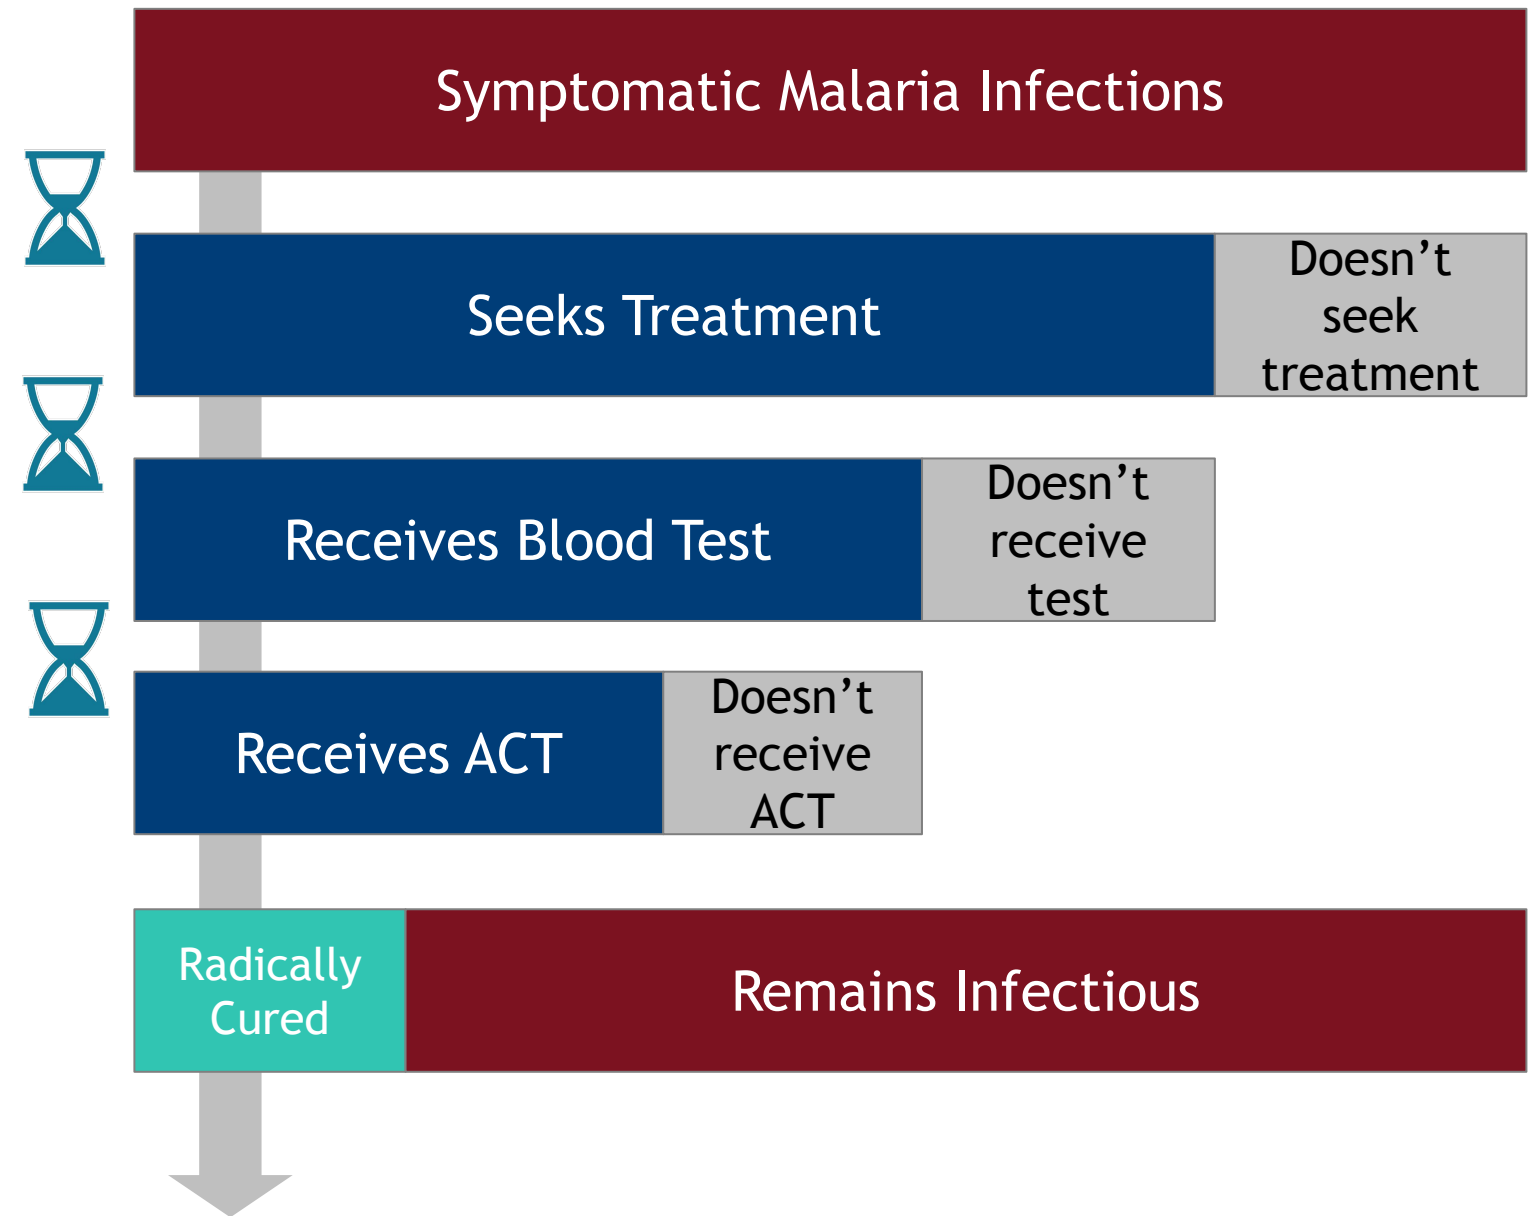 Symptomatic Malaria Infections
Seeks Treatment
Doesn’t
seek
treatment
Receives Blood Test
Doesn’t
receive
test
Receives ACT
Doesn’t
receive
ACT
Radically
Cured
Remains Infectious